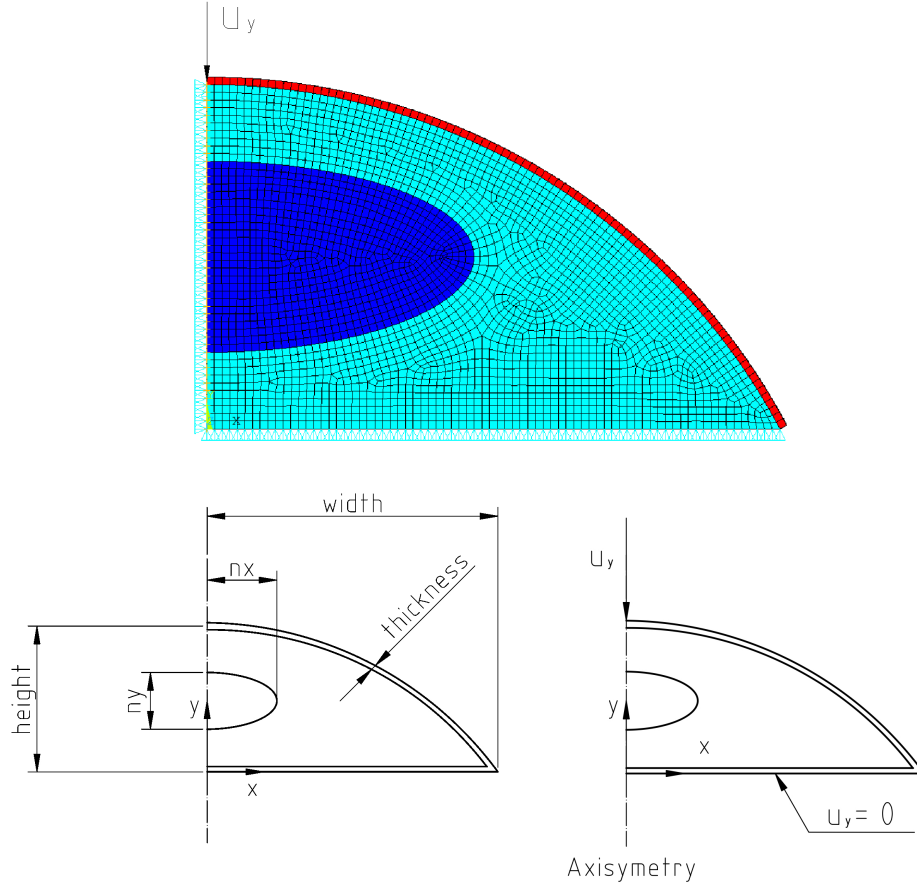 Uy
x
width
nx
thickness
height
ny
y
x
uy
y
x
uy= 0
Axisymetry